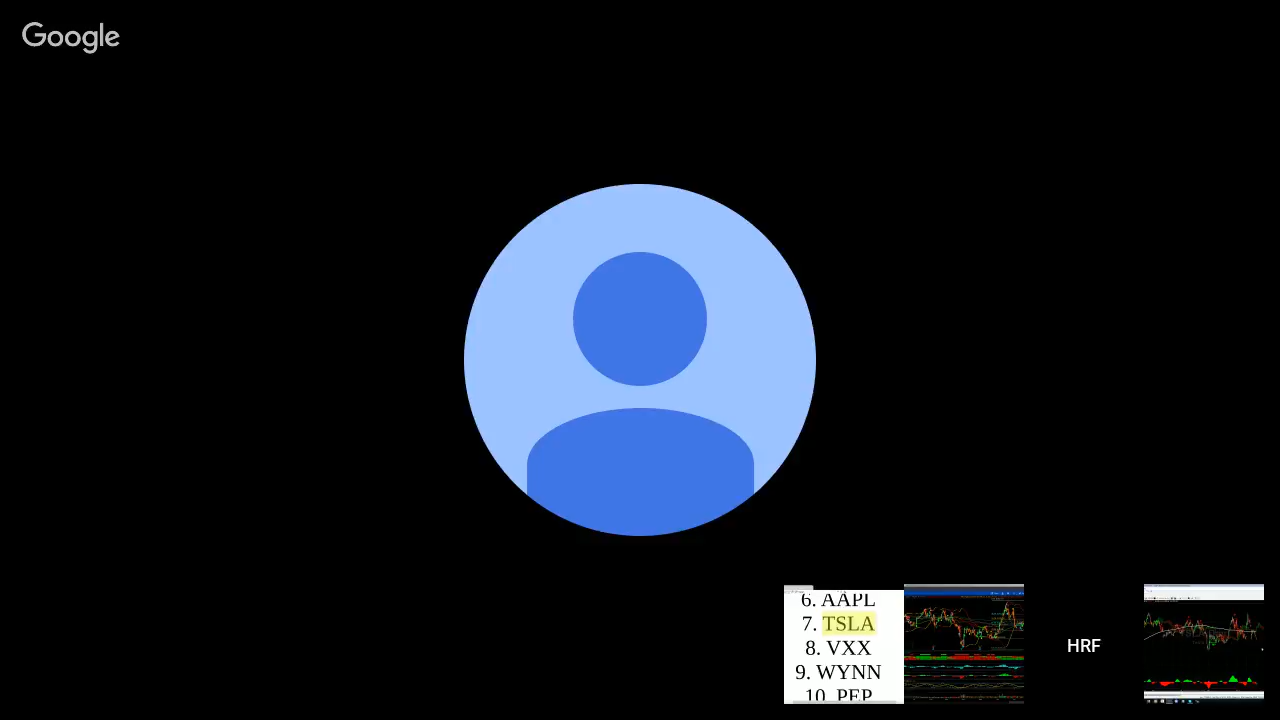 Google
6. AAPL
7. TSLA
8. VXX
9. WYNN
10. PEP
HRF